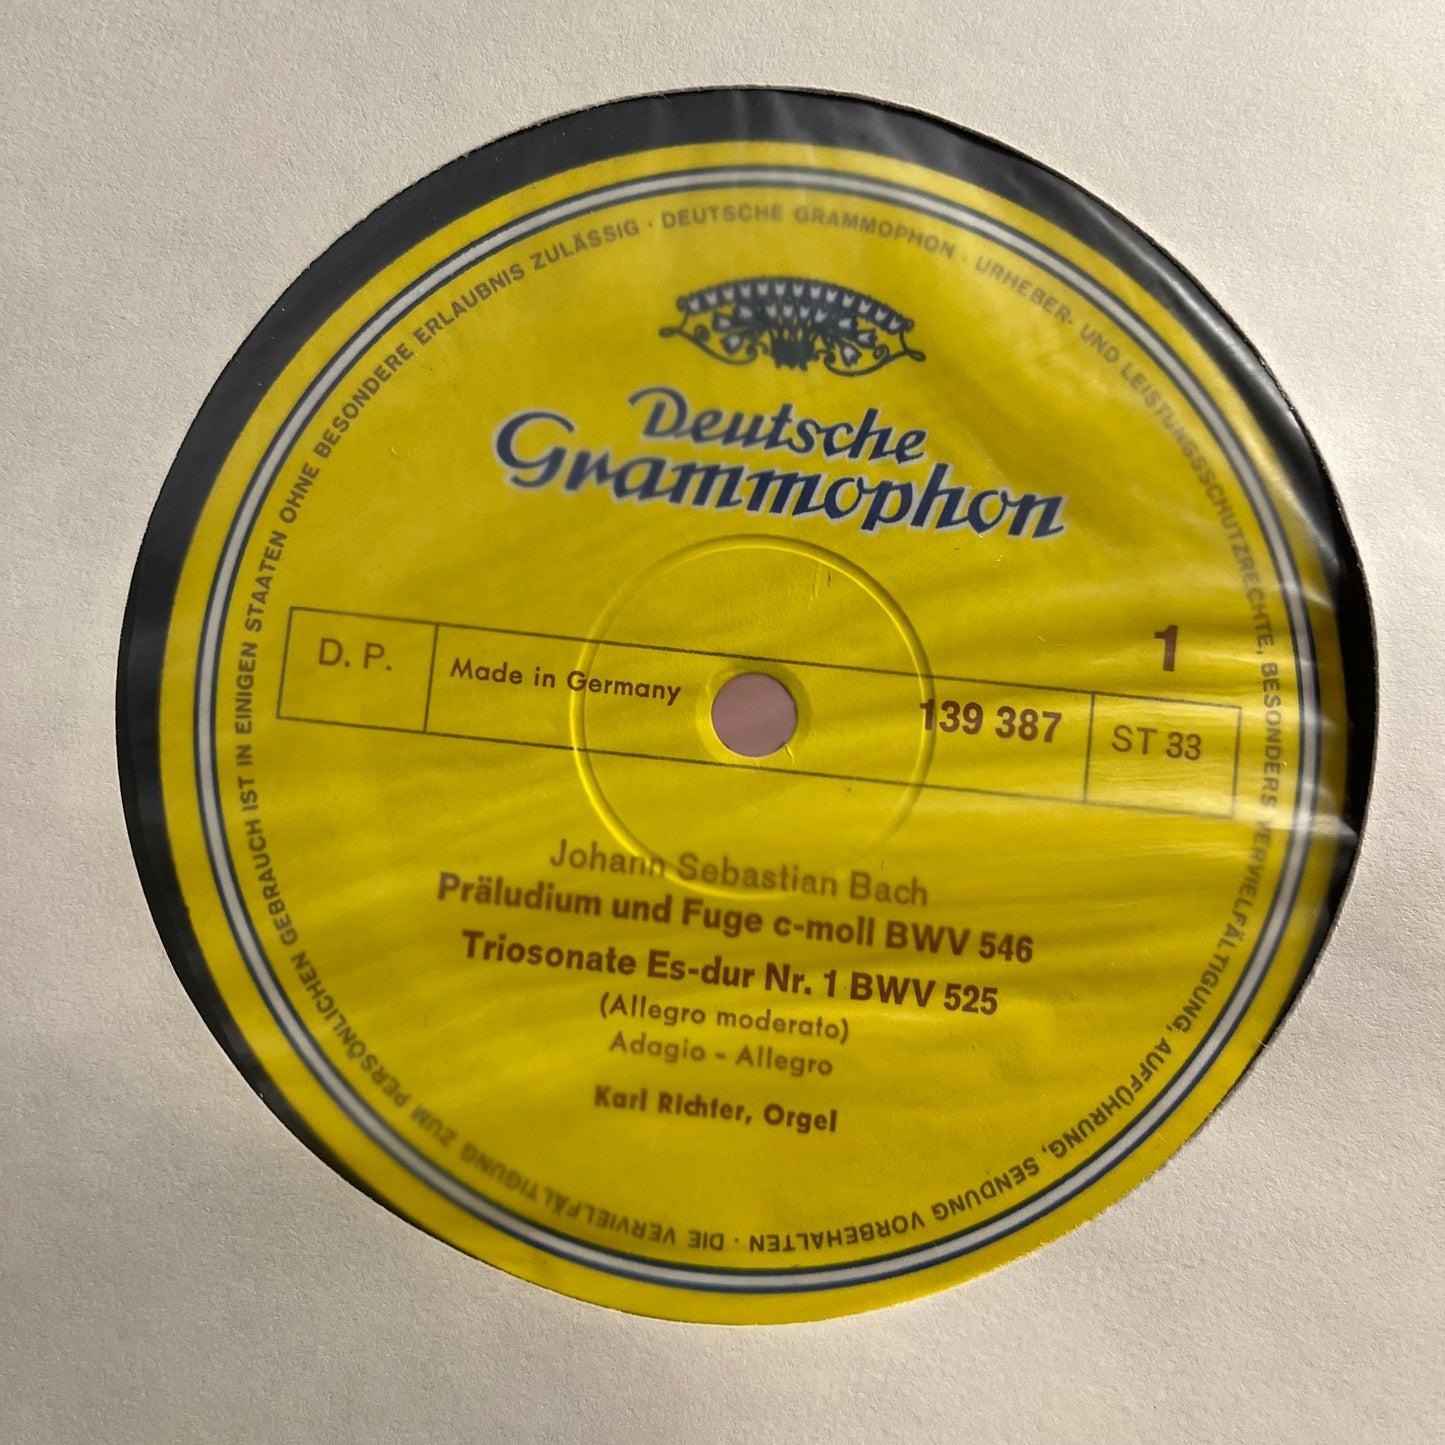 DIE VERVIELFÄLTIGUNG ZUM PERSÖNLICHEN GEBRAUCH IST IN EINIGEN STAATEN OHNE BESONDERE ERLAUBNIS ZULÄSSIG · DEUTSCHE GRAMMOPHON · URHEBER- UND LEISTUNGSSCHUTZRECHTE, BESONDERS VERVIELFÄLTIGUNG, AUFFÜHRUNG, SENDUNG VORBEHALTEN ·
Deutsche
Grammophon
1
D. P.
Made in Germany
139 387
ST 33
Johann Sebastian Bach
Präludium und Fuge c-moll BWV 546
Triosonate Es-dur Nr. 1 BWV 525
(Allegro moderato)
Adagio - Allegro
Karl Richter, Orgel